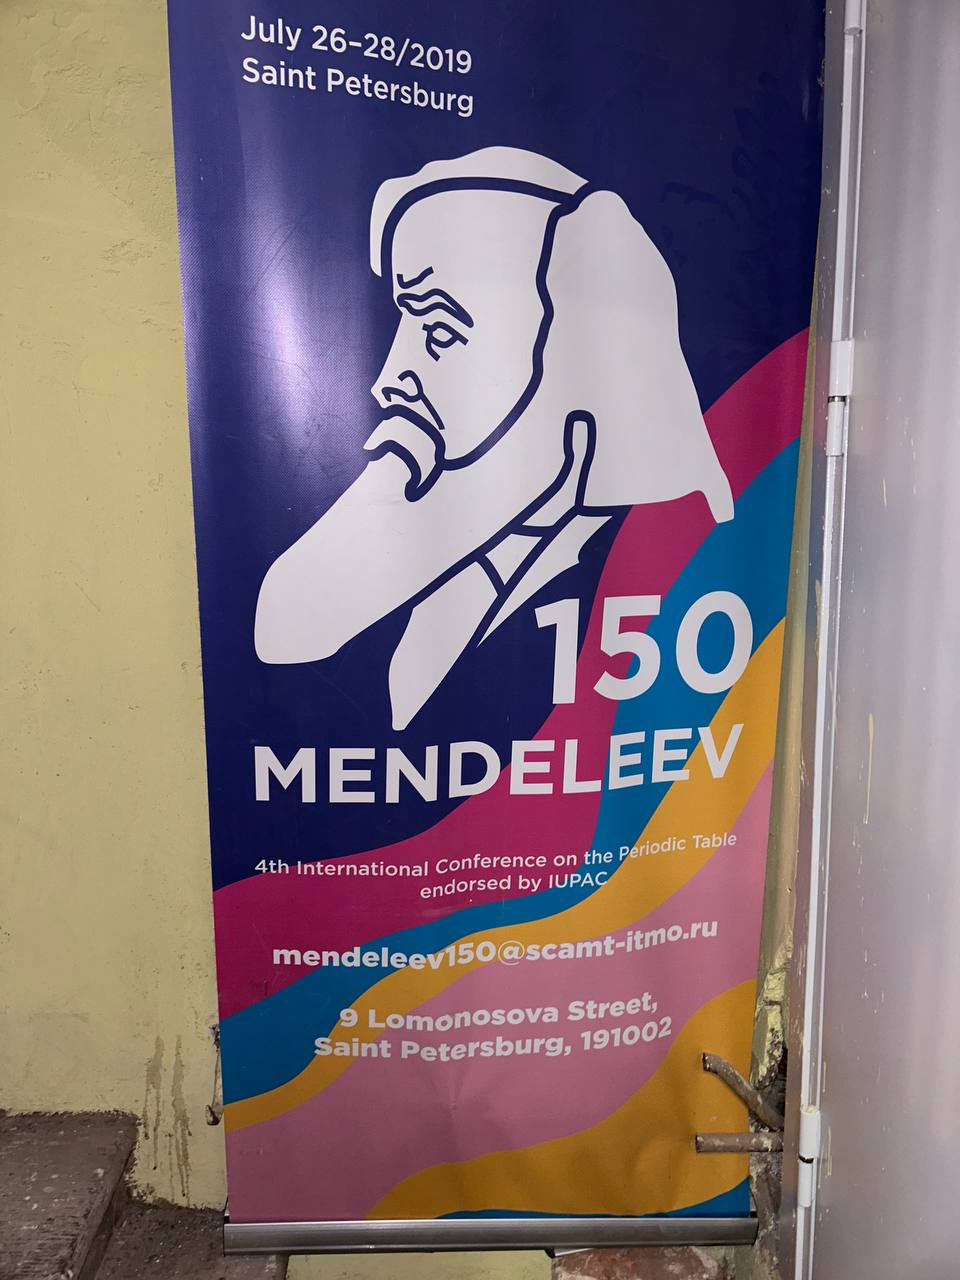 July 26–28/2019
Saint Petersburg
150
MENDELEEV
4th International Conference on the Periodic Table
endorsed by IUPAC
mendeleev150@scamt-itmo.ru
9 Lomonosova Street,
Saint Petersburg, 191002